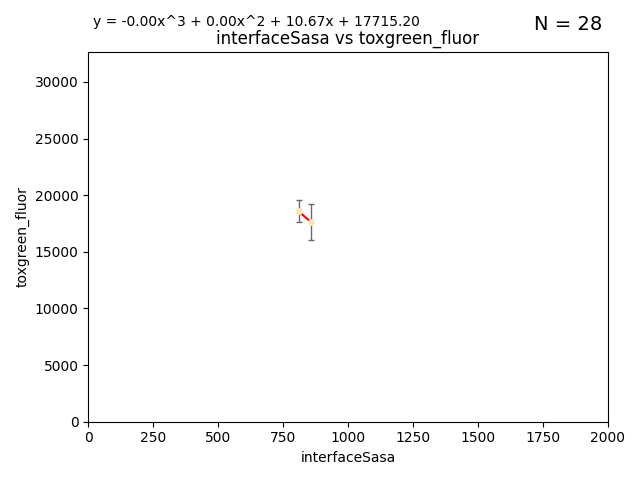 y = -0.00x^3 + 0.00x^2 + 10.67x + 17715.20
N = 28
interfaceSasa vs toxgreen_fluor
30000
25000
20000
15000
10000
5000
0
toxgreen_fluor
0 250 500 750 1000 1250 1500 1750 2000
interfaceSasa